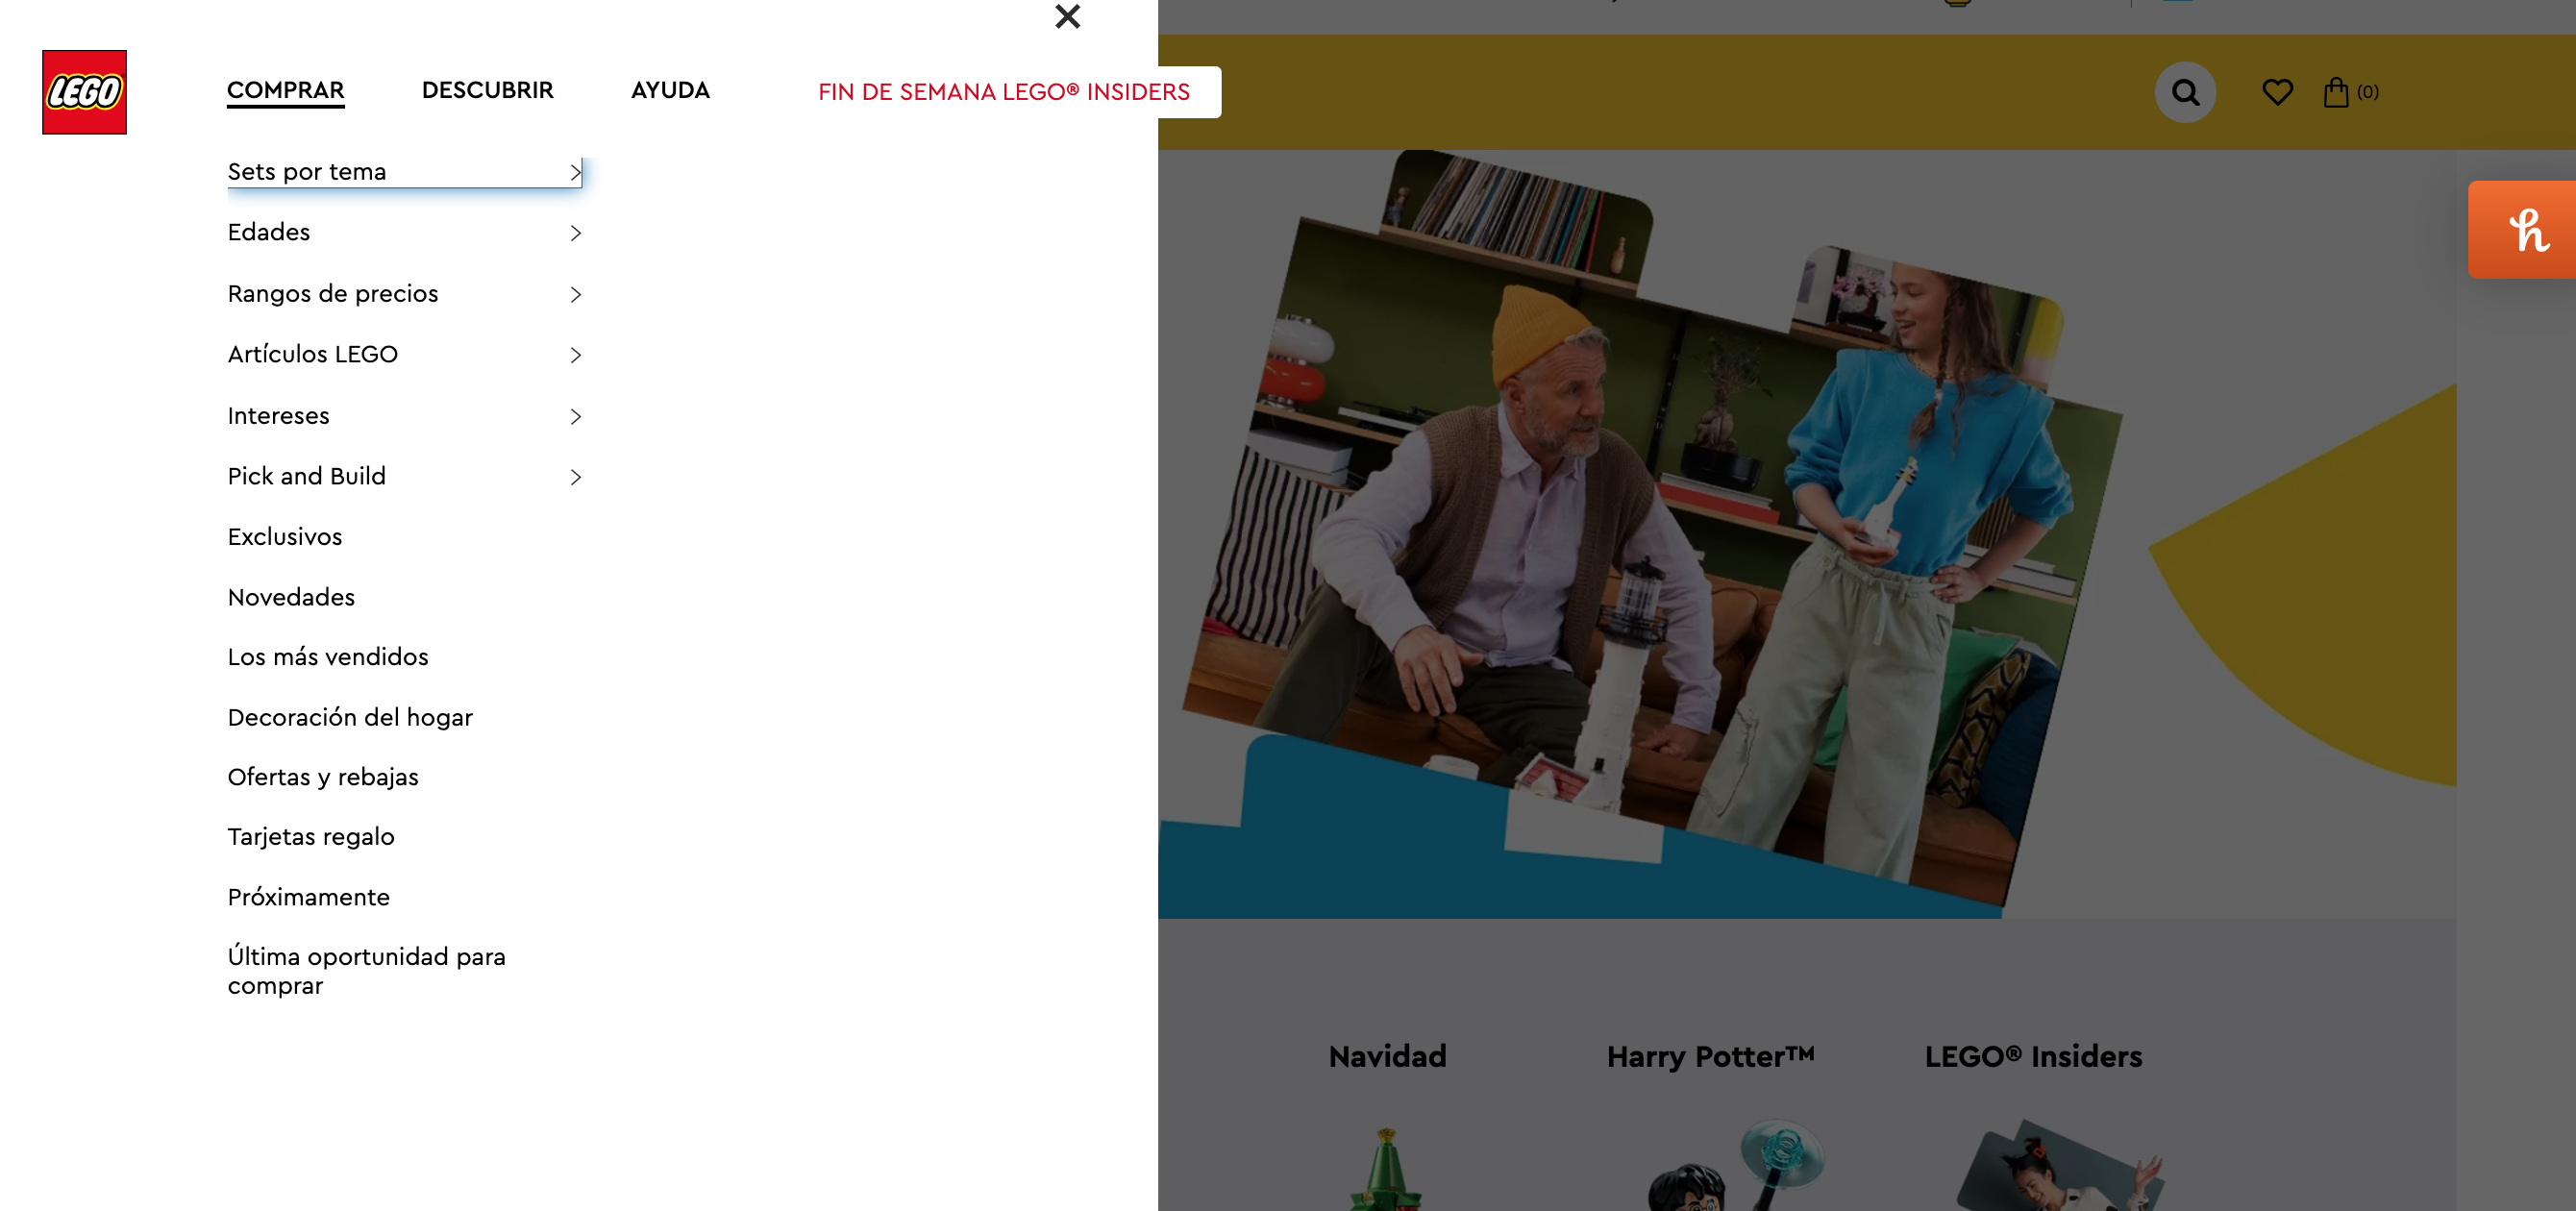 LEGO
COMPRAR
DESCUBRIR
AYUDA
FIN DE SEMANA LEGO® INSIDERS
(0)
Sets por tema
Edades
Rangos de precios
Artículos LEGO
Intereses
Pick and Build
Exclusivos
Novedades
Los más vendidos
Decoración del hogar
Ofertas y rebajas
Tarjetas regalo
Próximamente
Última oportunidad para
comprar
h
Navidad
Harry Potter™
LEGO® Insiders